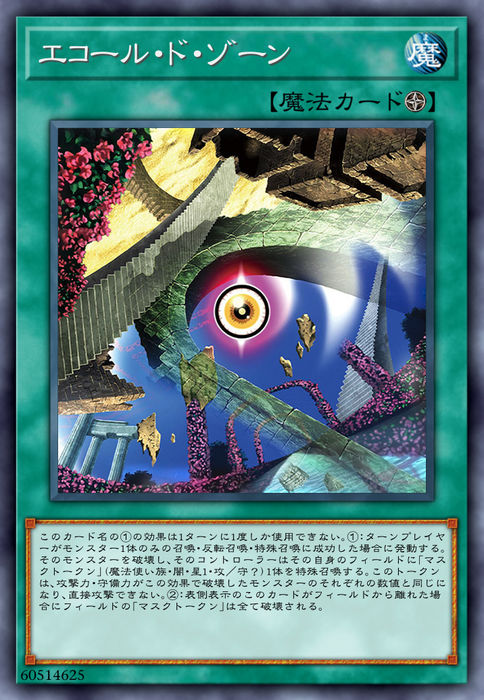 エコール・ド・ゾーン
魔
【魔法カード】
このカード名の①の効果は1ターンに1度しか使用できない。①:ターンプレイヤ
ーがモンスター1体のみの召喚・反転召喚・特殊召喚に成功した場合に発動する。
そのモンスターを破壊し、そのコントローラーはその自身のフィールドに「マス
クトークン」(魔法使い族・闇・星1・攻/守?)1体を特殊召喚する。このトークン
は、攻撃力・守備力がこの効果で破壊したモンスターのそれぞれの数値と同じに
なり、直接攻撃できない。②:表側表示のこのカードがフィールドから離れた場
合にフィールドの「マスクトークン」は全て破壊される。
60514625